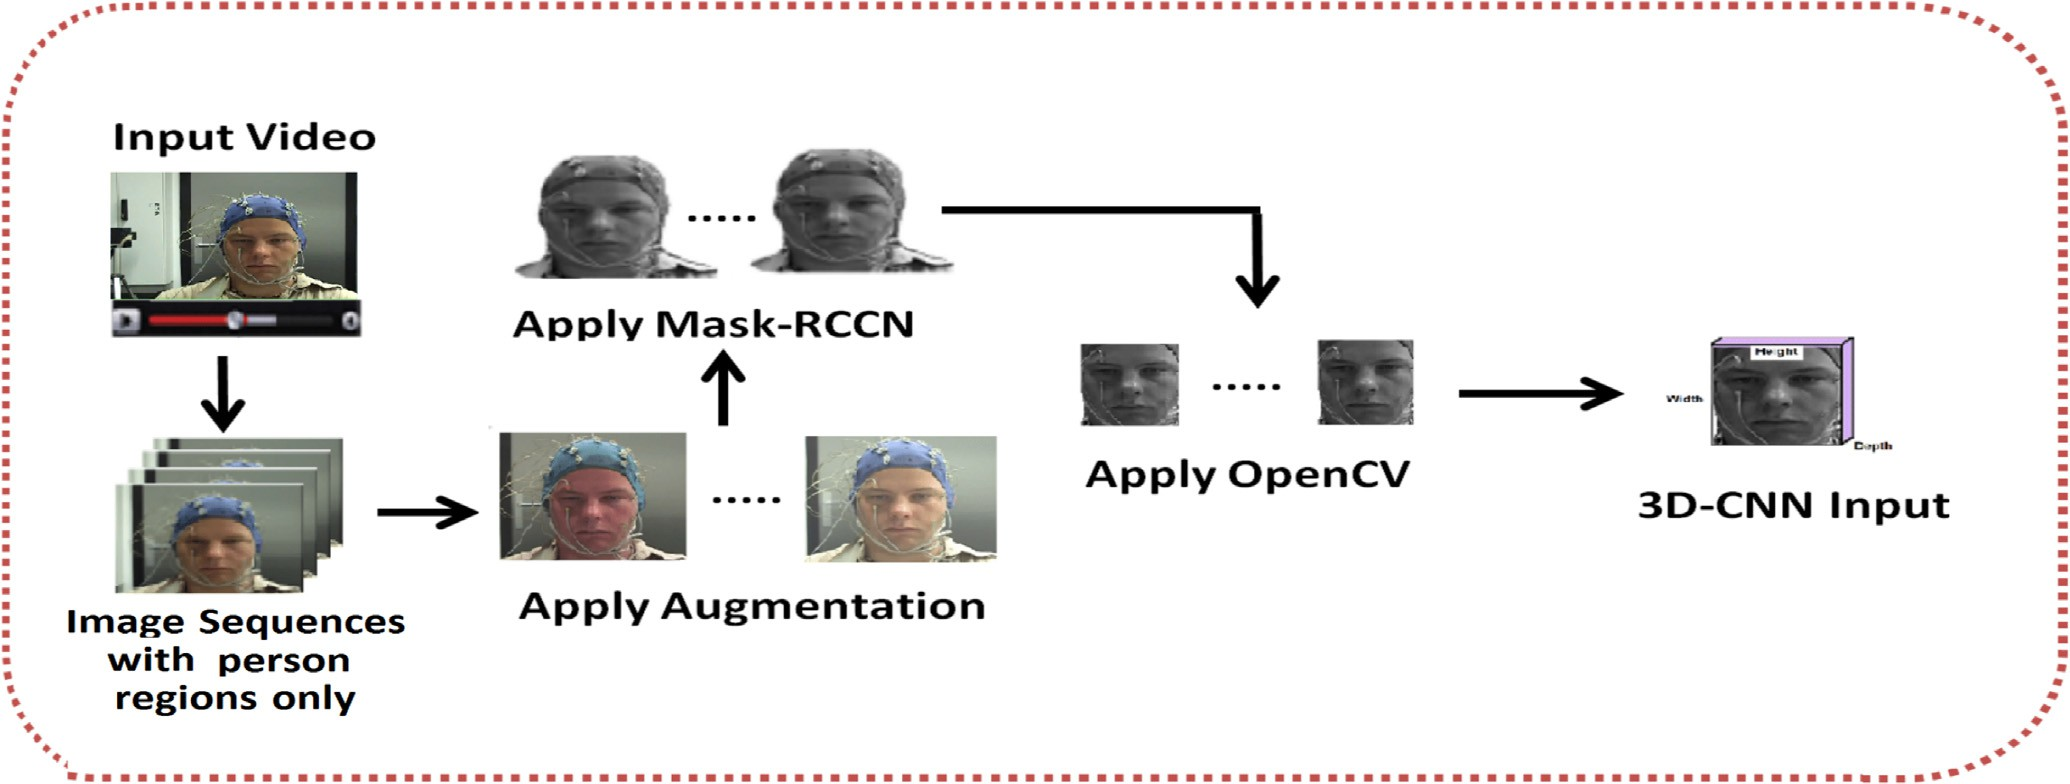 Input Video
Image Sequences
with person
regions only
Apply Augmentation
Apply Mask-RCCN
Apply OpenCV
Height
Width
Depth
3D-CNN Input